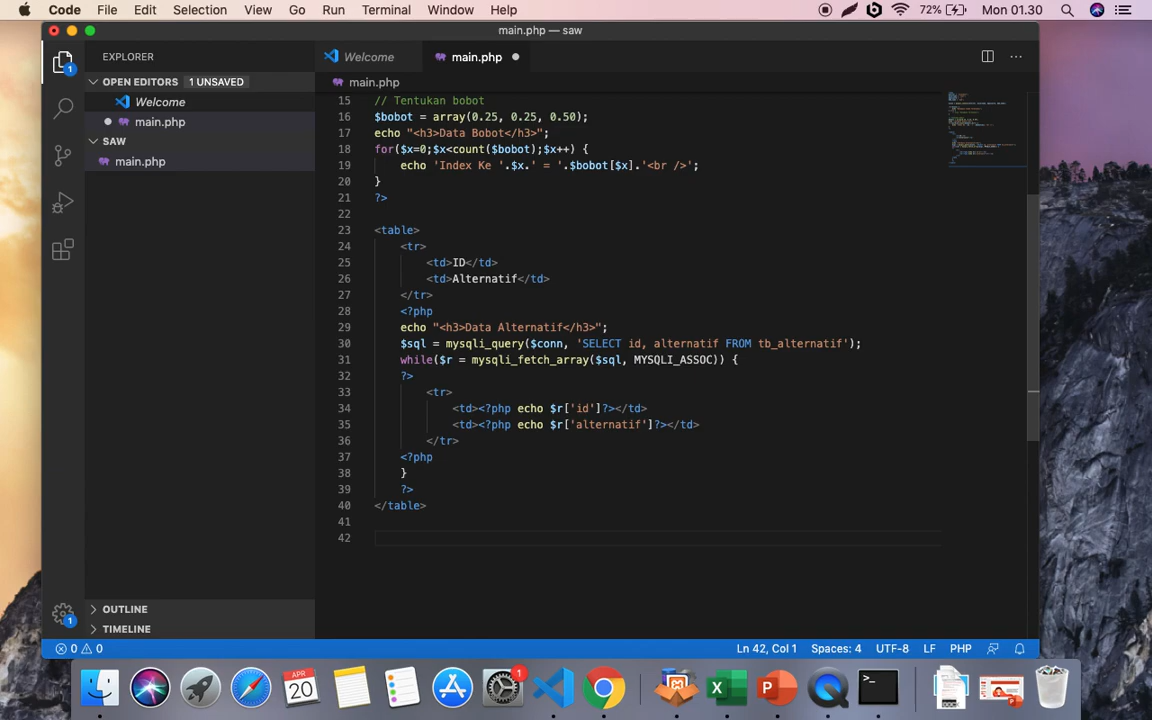 Code File Edit Selection View Go Run Terminal Window Help 72% Mon 01.30
main.php — saw
EXPLORER
OPEN EDITORS 1 UNSAVED
Welcome
main.php
SAW
main.php
OUTLINE
TIMELINE
Welcome main.php
main.php
15 // Tentukan bobot
16 $bobot = array(0.25, 0.25, 0.50);
17 echo "<h3>Data Bobot</h3>";
18 for($x=0;$x<count($bobot);$x++) {
19 echo 'Index Ke '.$x.' = '.$bobot[$x].'<br />';
20 }
21 ?>
22
23 <table>
24 <tr>
25 <td>ID</td>
26 <td>Alternatif</td>
27 </tr>
28 <?php
29 echo "<h3>Data Alternatif</h3>";
30 $sql = mysqli_query($conn, 'SELECT id, alternatif FROM tb_alternatif');
31 while($r = mysqli_fetch_array($sql, MYSQLI_ASSOC)) {
32 ?>
33 <tr>
34 <td><?php echo $r['id']?></td>
35 <td><?php echo $r['alternatif']?></td>
36 </tr>
37 <?php
38 }
39 ?>
40 </table>
41
42
1
1
0 0 Ln 42, Col 1 Spaces: 4 UTF-8 LF PHP
APR
20
1